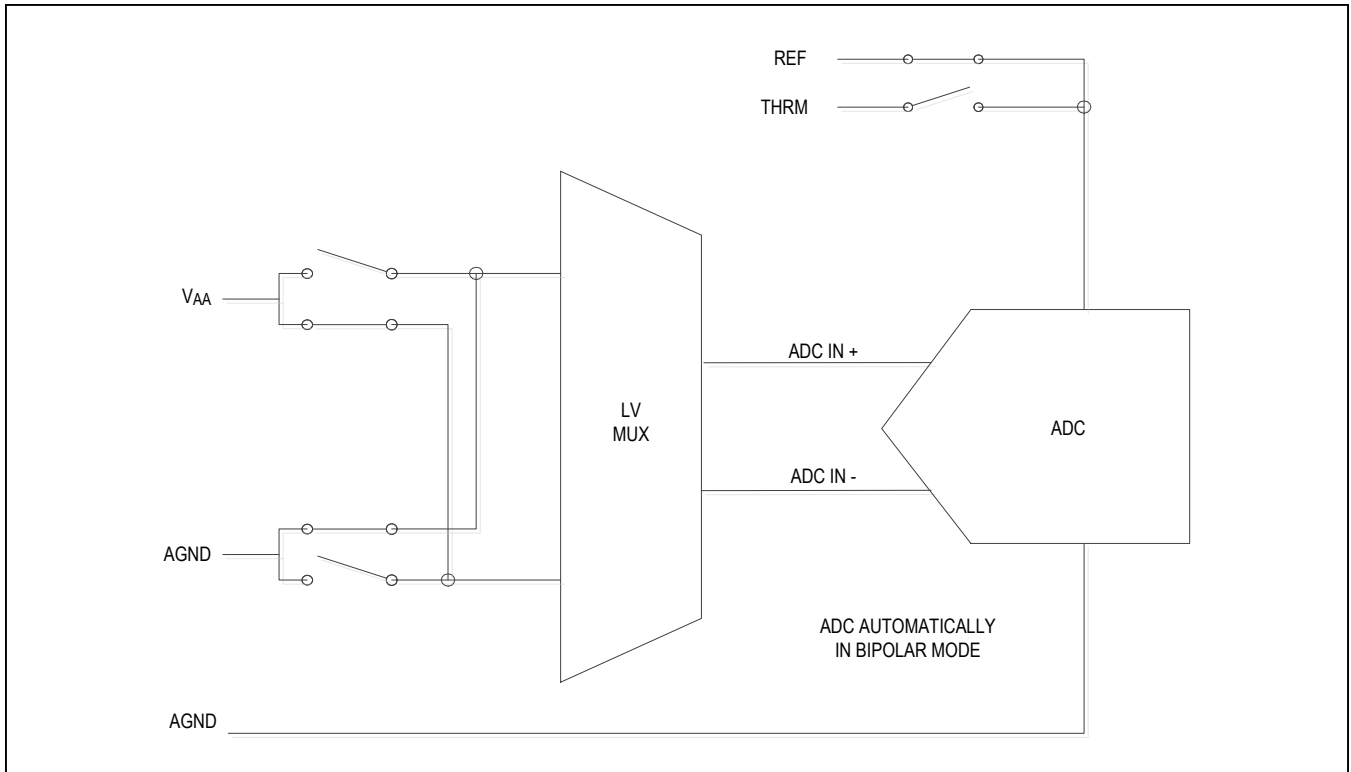 REF
THRM
VAA
ADC IN +
LV
MUX
ADC
ADC IN -
AGND
ADC AUTOMATICALLY
IN BIPOLAR MODE
AGND